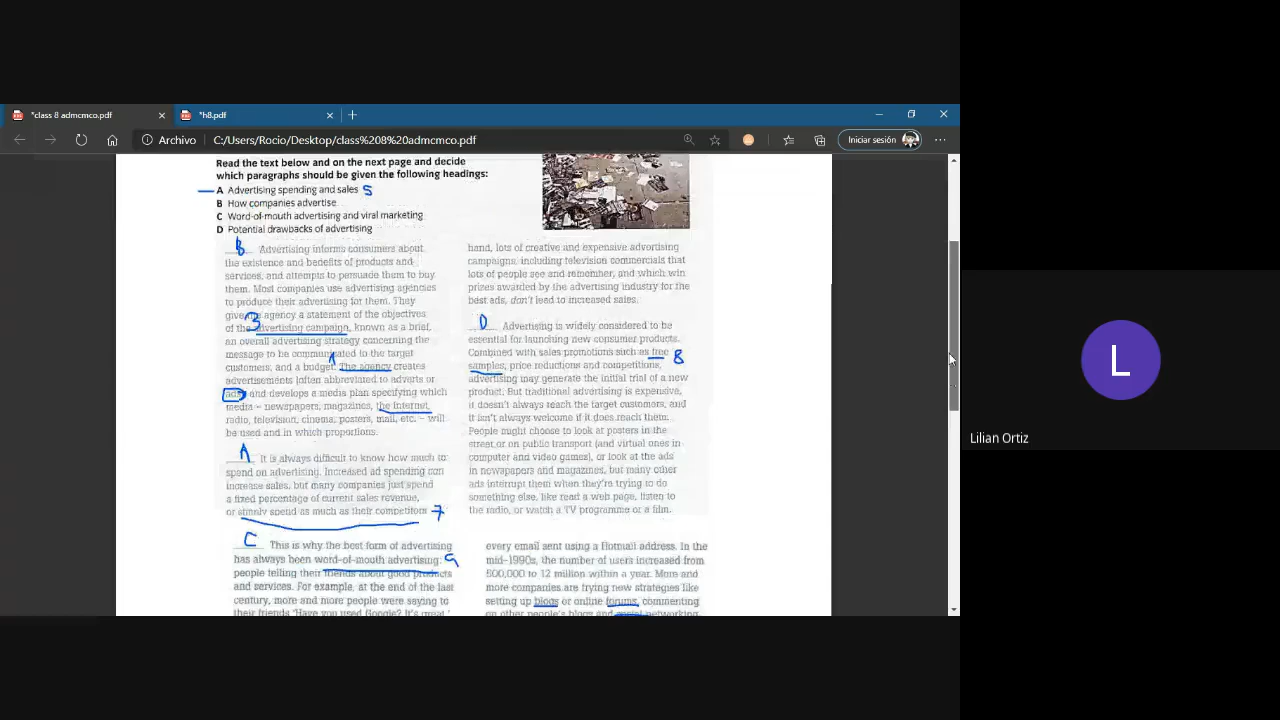 *class 8 admcmco.pdf
*h8.pdf
Archivo
C:/Users/Rocio/Desktop/class%208%20admcmco.pdf
Iniciar sesión
Read the text below and on the next page and decide
which paragraphs should be given the following headings:
A Advertising spending and sales 5
B How companies advertise
C Word-of-mouth advertising and viral marketing
D Potential drawbacks of advertising
B Advertising informs consumers about
the existence and benefits of products and
services, and attempts to persuade them to buy
them. Most companies use advertising agencies
to produce their advertising for them. They
give the agency a statement of the objectives
3
of the advertising campaign, known as a brief,
an overall advertising strategy concerning the
message to be communicated to the target
1
customers, and a budget. The agency creates
advertisements (often abbreviated to adverts or
ads) and develops a media plan specifying which
media – newspapers, magazines, the Internet,
radio, television, cinema, posters, mail, etc. – will
be used and in which proportions.
A It is always difficult to know how much to
spend on advertising. Increased ad spending can
increase sales, but many companies just spend
a fixed percentage of current sales revenue,
or simply spend as much as their competitors 7
hand, lots of creative and expensive advertising
campaigns, including television commercials that
lots of people see and remember, and which win
prizes awarded by the advertising industry for the
best ads, don't lead to increased sales.
D Advertising is widely considered to be
essential for launching new consumer products.
Combined with sales promotions such as free 8
samples, price reductions and competitions,
advertising may generate the initial trial of a new
product. But traditional advertising is expensive,
it doesn't always reach the target customers, and
it isn't always welcome if it does reach them.
People might choose to look at posters in the
street or on public transport (and virtual ones in
computer and video games), or look at the ads
in newspapers and magazines, but many other
ads interrupt them when they're trying to do
something else, like read a web page, listen to
the radio, or watch a TV programme or a film.
C This is why the best form of advertising
has always been word-of-mouth advertising: 9
people telling their friends about good products
and services. For example, at the end of the last
century, more and more people were saying to
their friends 'Have you used Google? It's great.'
every email sent using a Hotmail address. In the
mid-1990s, the number of users increased from
500,000 to 12 million within a year. More and
more companies are trying new strategies like
setting up blogs or online forums, commenting
on other people's blogs and social networking
L
Lilian Ortiz